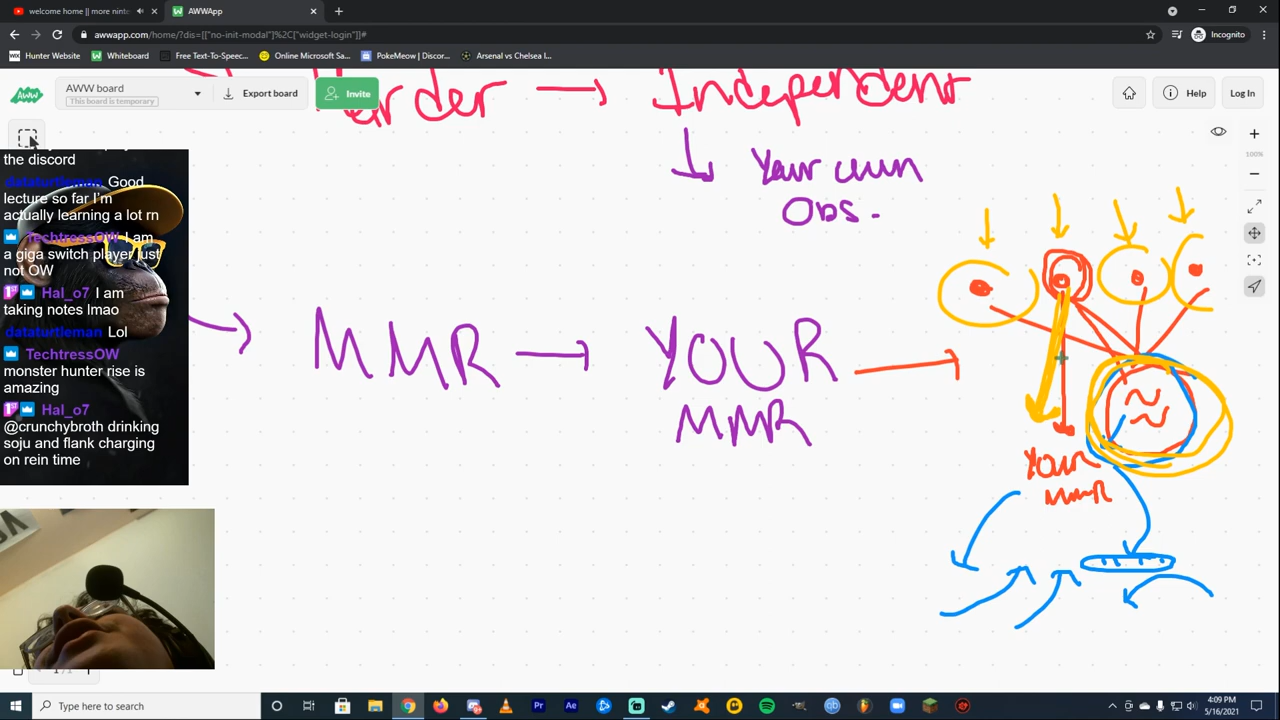 welcome home || more ninte
AWWApp
awwapp.com/home/?dis=[["no-init-modal"]%2C["widget-login"]]#
Incognito
Hunter Website
Whiteboard
Free Text-To-Speec...
Online Microsoft Sa...
PokeMeow | Discor...
Arsenal vs Chelsea I...
AWW board
This board is temporary
Export board
Invite
Help
Log In
100%
Independent
Your own
Obs.
MMR
YOUR
MMR
Your
MMR
the discord
dataturtleman Good
lecture so far I'm
actually learning a lot rn
TechtressOW I am
a giga switch player just
not OW
Hal_o7 I am
taking notes lmao
dataturtleman Lol
TechtressOW
monster hunter rise is
amazing
Hal_o7
@crunchybroth drinking
soju and flank charging
on rein time
Type here to search
4:09 PM
5/16/2021